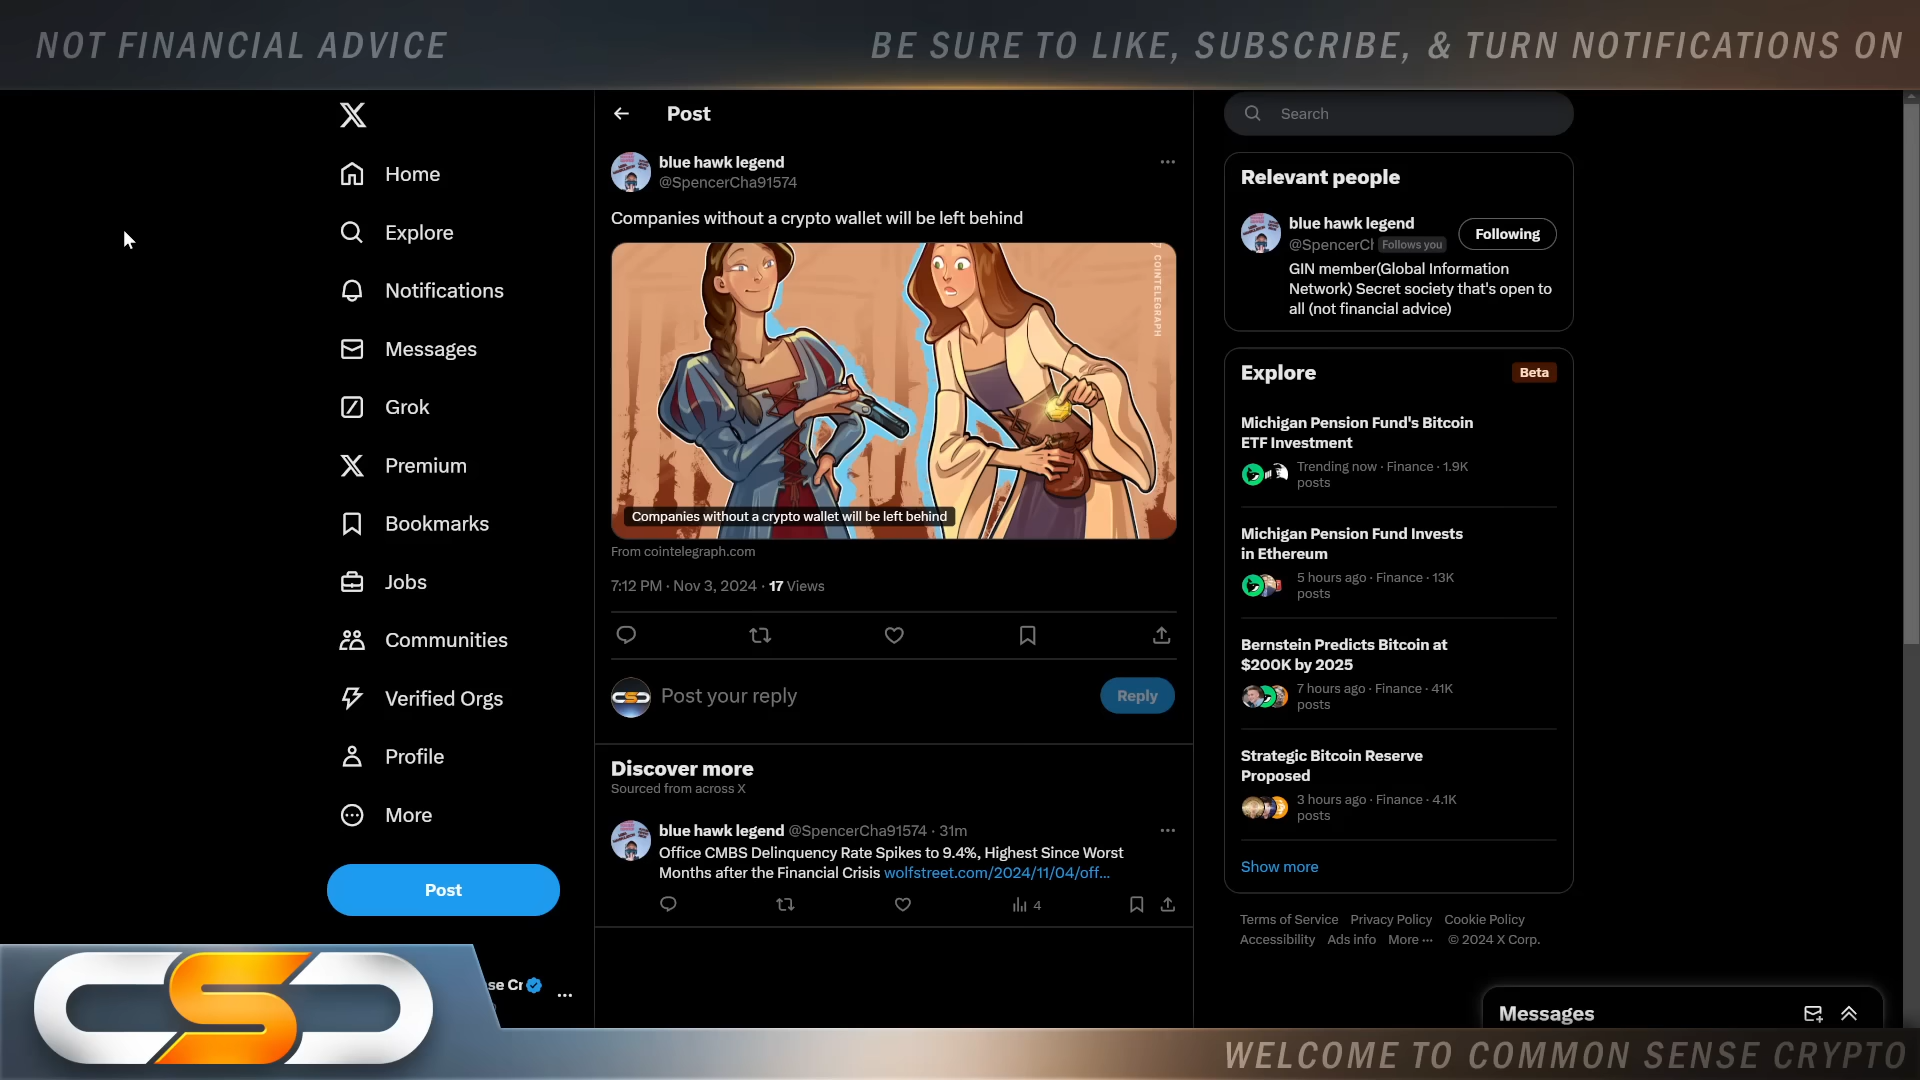 NOT FINANCIAL ADVICE
BE SURE TO LIKE, SUBSCRIBE, & TURN NOTIFICATIONS ON
Home
Explore
Notifications
Messages
Grok
Premium
Bookmarks
Jobs
Communities
Verified Orgs
Profile
More
Post
se Cr
Post
blue hawk legend
@SpencerCha91574
Companies without a crypto wallet will be left behind
COINTELEGRAPH
Companies without a crypto wallet will be left behind
From cointelegraph.com
7:12 PM · Nov 3, 2024 · 17 Views
Post your reply
Reply
Discover more
Sourced from across X
blue hawk legend @SpencerCha91574 · 31m
Office CMBS Delinquency Rate Spikes to 9.4%, Highest Since Worst
Months after the Financial Crisis wolfstreet.com/2024/11/04/off...
4
Search
Relevant people
blue hawk legend
@SpencerCl Follows you
Following
GIN member(Global Information
Network) Secret society that's open to
all (not financial advice)
Explore
Beta
Michigan Pension Fund's Bitcoin
ETF Investment
Trending now · Finance · 1.9K
posts
Michigan Pension Fund Invests
in Ethereum
5 hours ago · Finance · 13K
posts
Bernstein Predicts Bitcoin at
$200K by 2025
7 hours ago · Finance · 41K
posts
Strategic Bitcoin Reserve
Proposed
3 hours ago · Finance · 4.1K
posts
Show more
Terms of Service Privacy Policy Cookie Policy
Accessibility Ads info More ··· © 2024 X Corp.
Messages
CSC
WELCOME TO COMMON SENSE CRYPTO